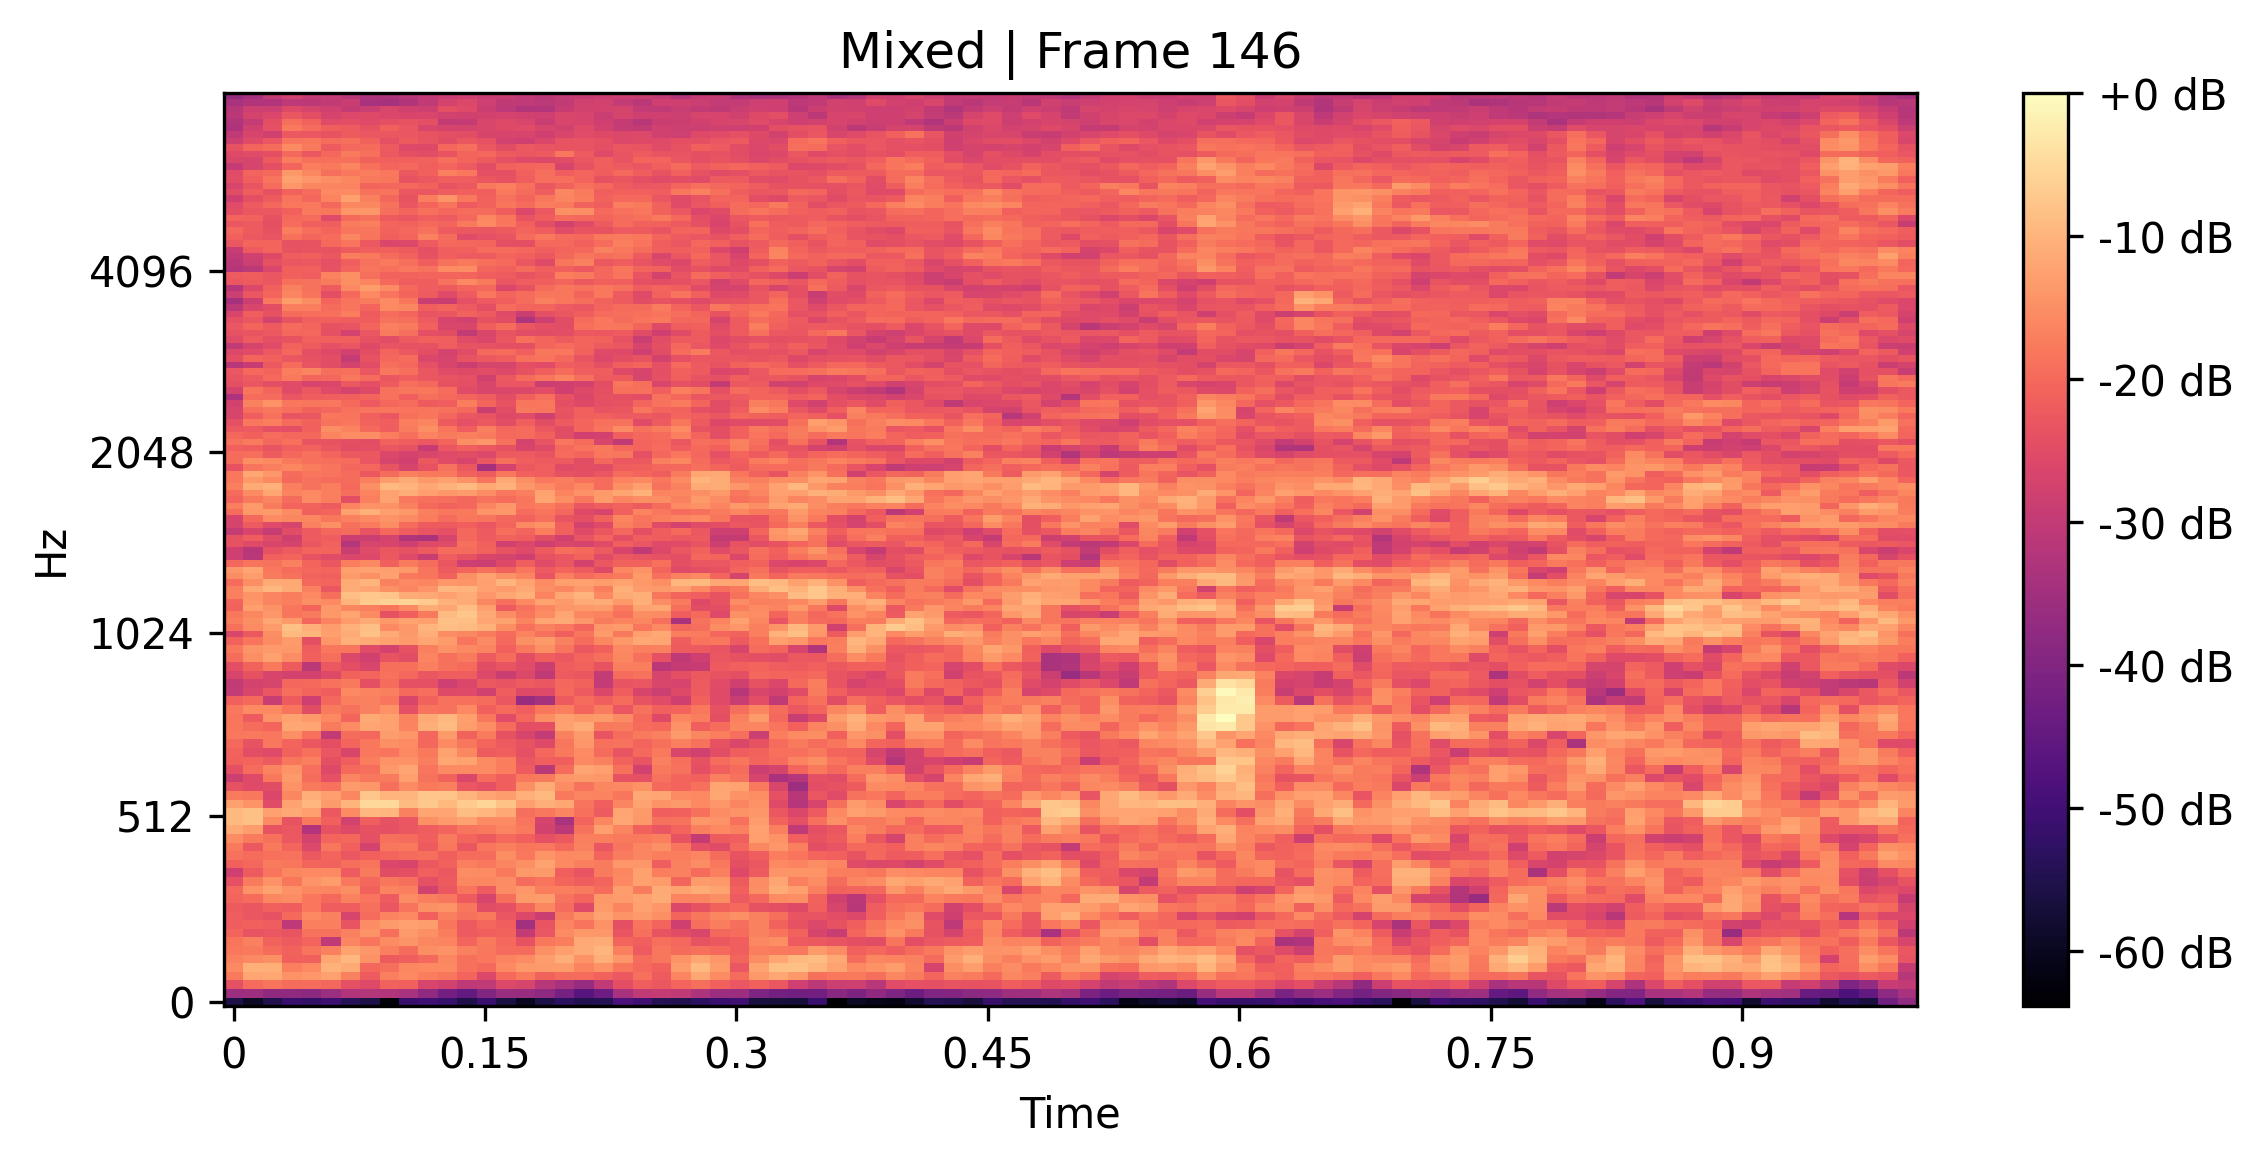 Mixed | Frame 146
+0 dB
-10 dB
-20 dB
-30 dB
-40 dB
-50 dB
-60 dB
4096
2048
1024
512
0
Hz
0 0.15 0.3 0.45 0.6 0.75 0.9
Time